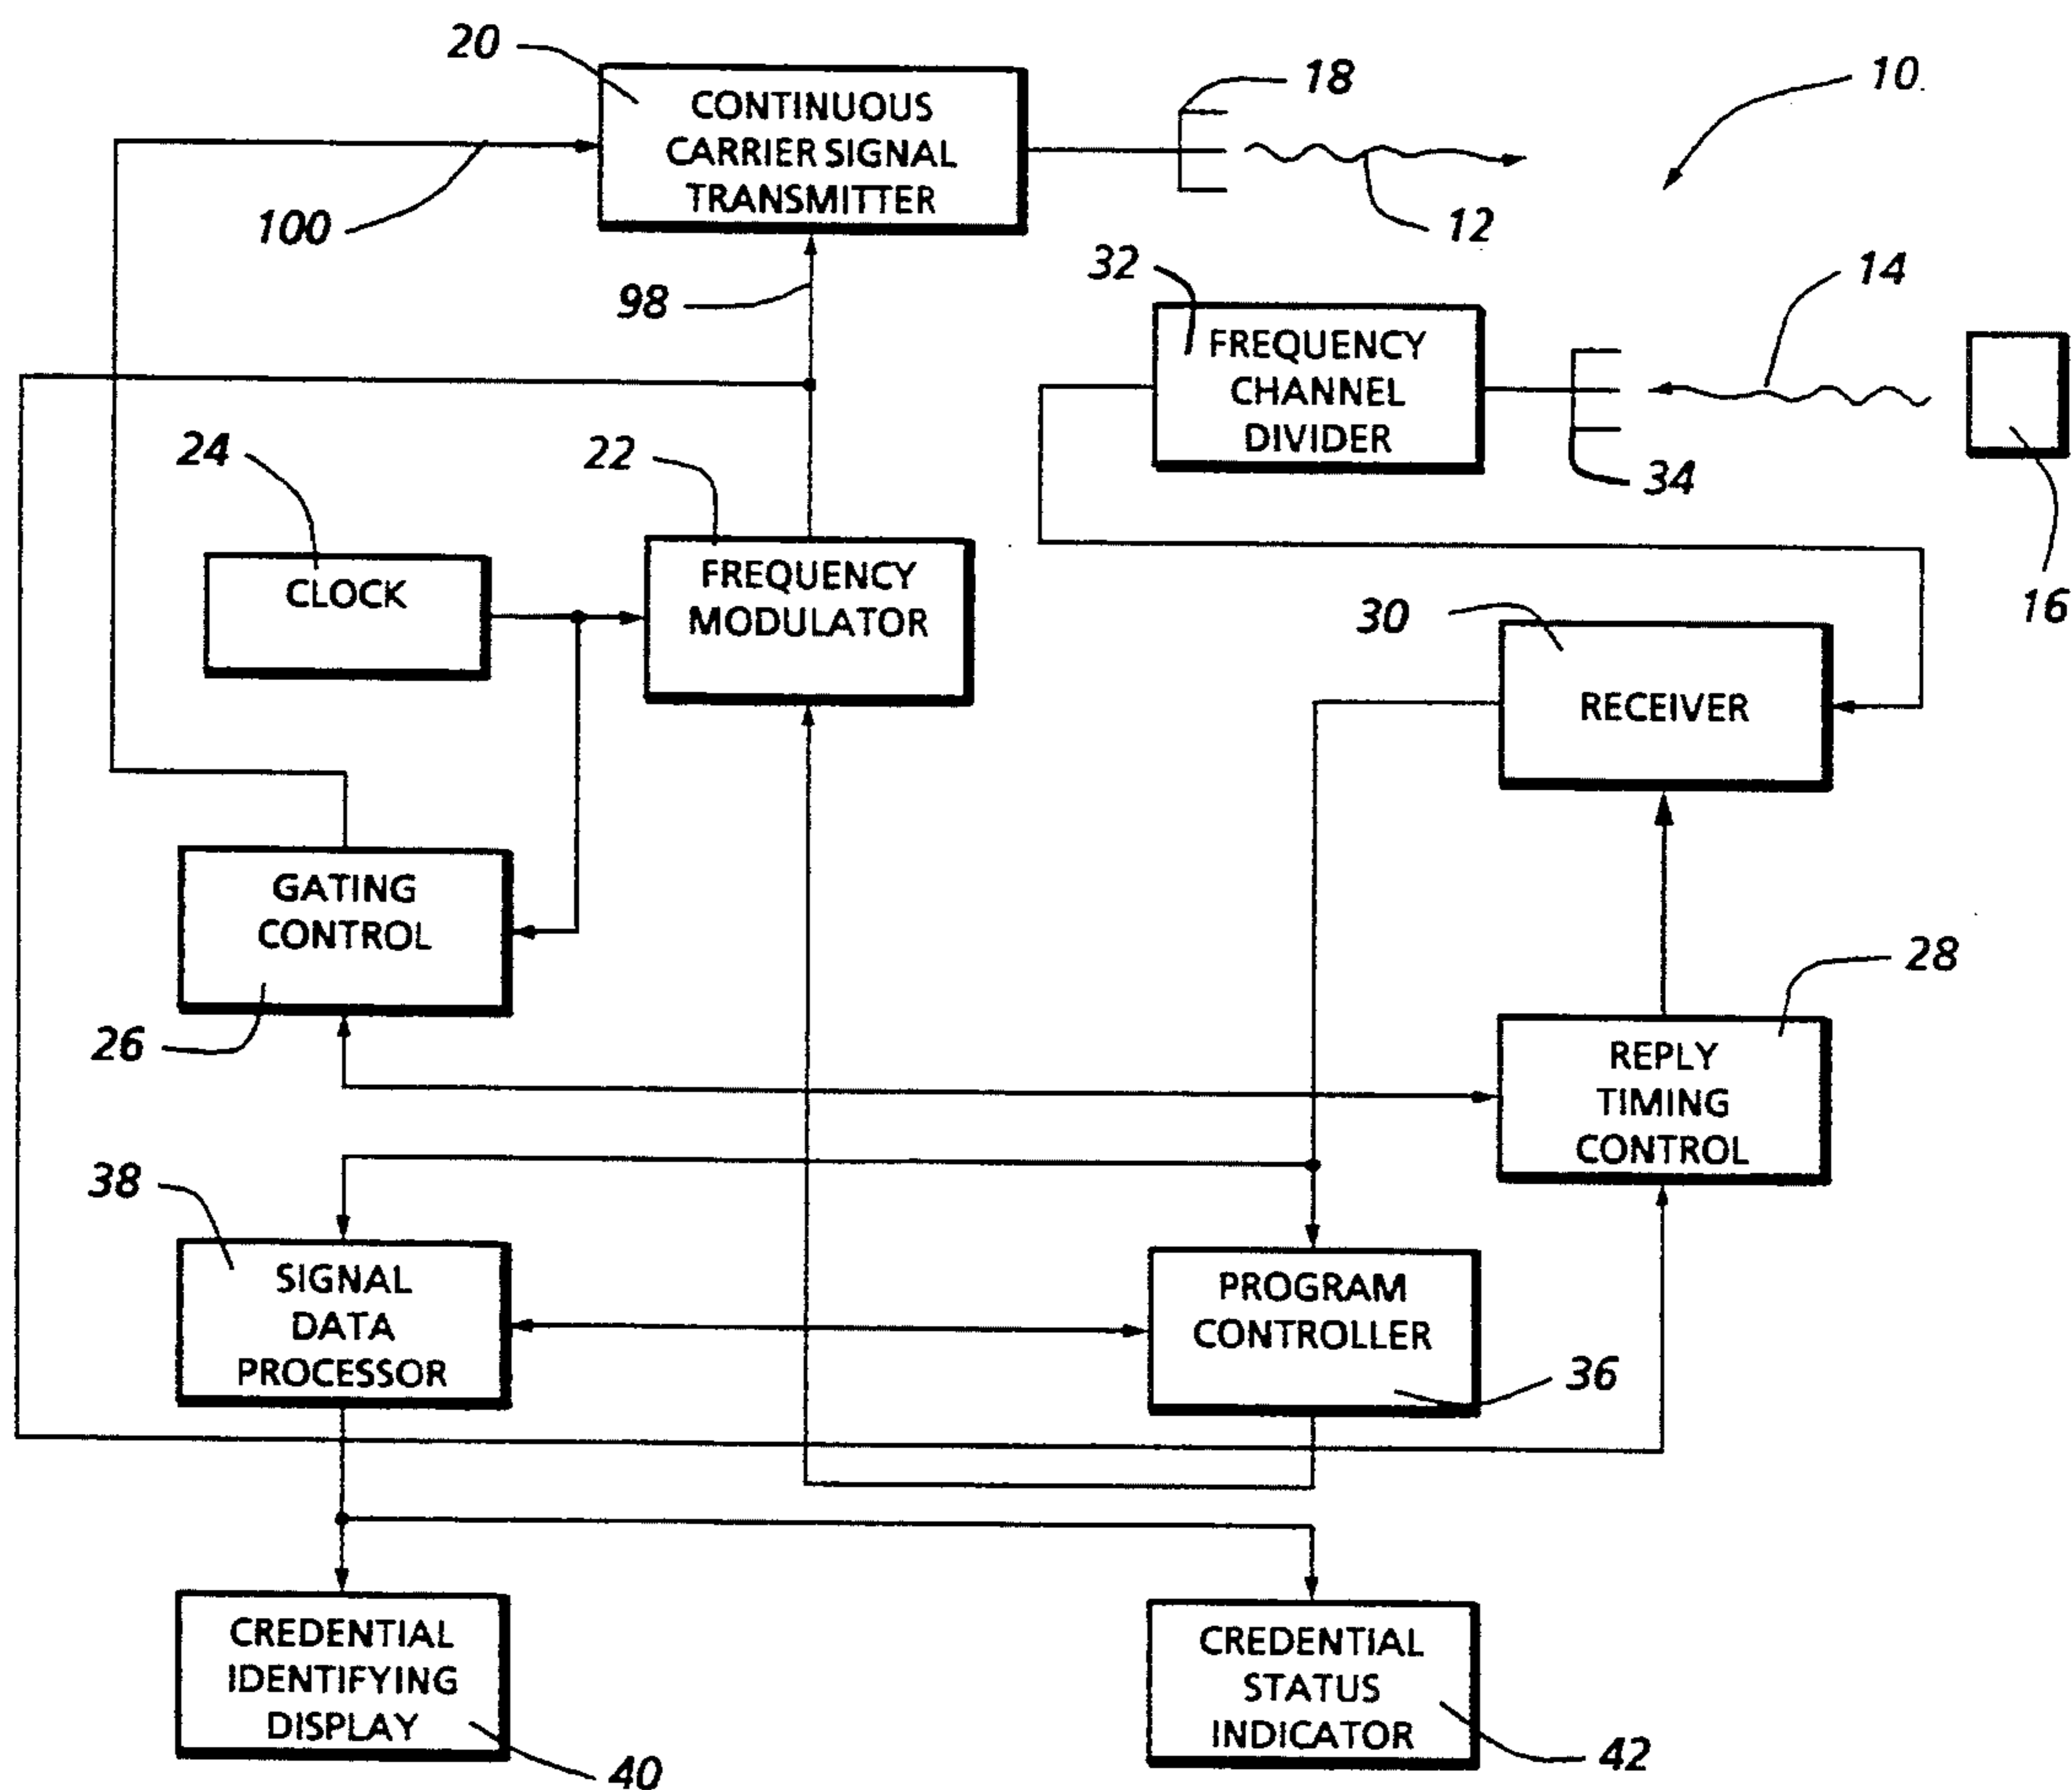 20
CONTINUOUS
CARRIER SIGNAL
TRANSMITTER
18
10
100
98
12
32
FREQUENCY
CHANNEL
DIVIDER
14
34
16
24
CLOCK
22
FREQUENCY
MODULATOR
30
RECEIVER
GATING
CONTROL
26
28
REPLY
TIMING
CONTROL
38
SIGNAL
DATA
PROCESSOR
PROGRAM
CONTROLLER
36
CREDENTIAL
IDENTIFYING
DISPLAY
40
CREDENTIAL
STATUS
INDICATOR
42